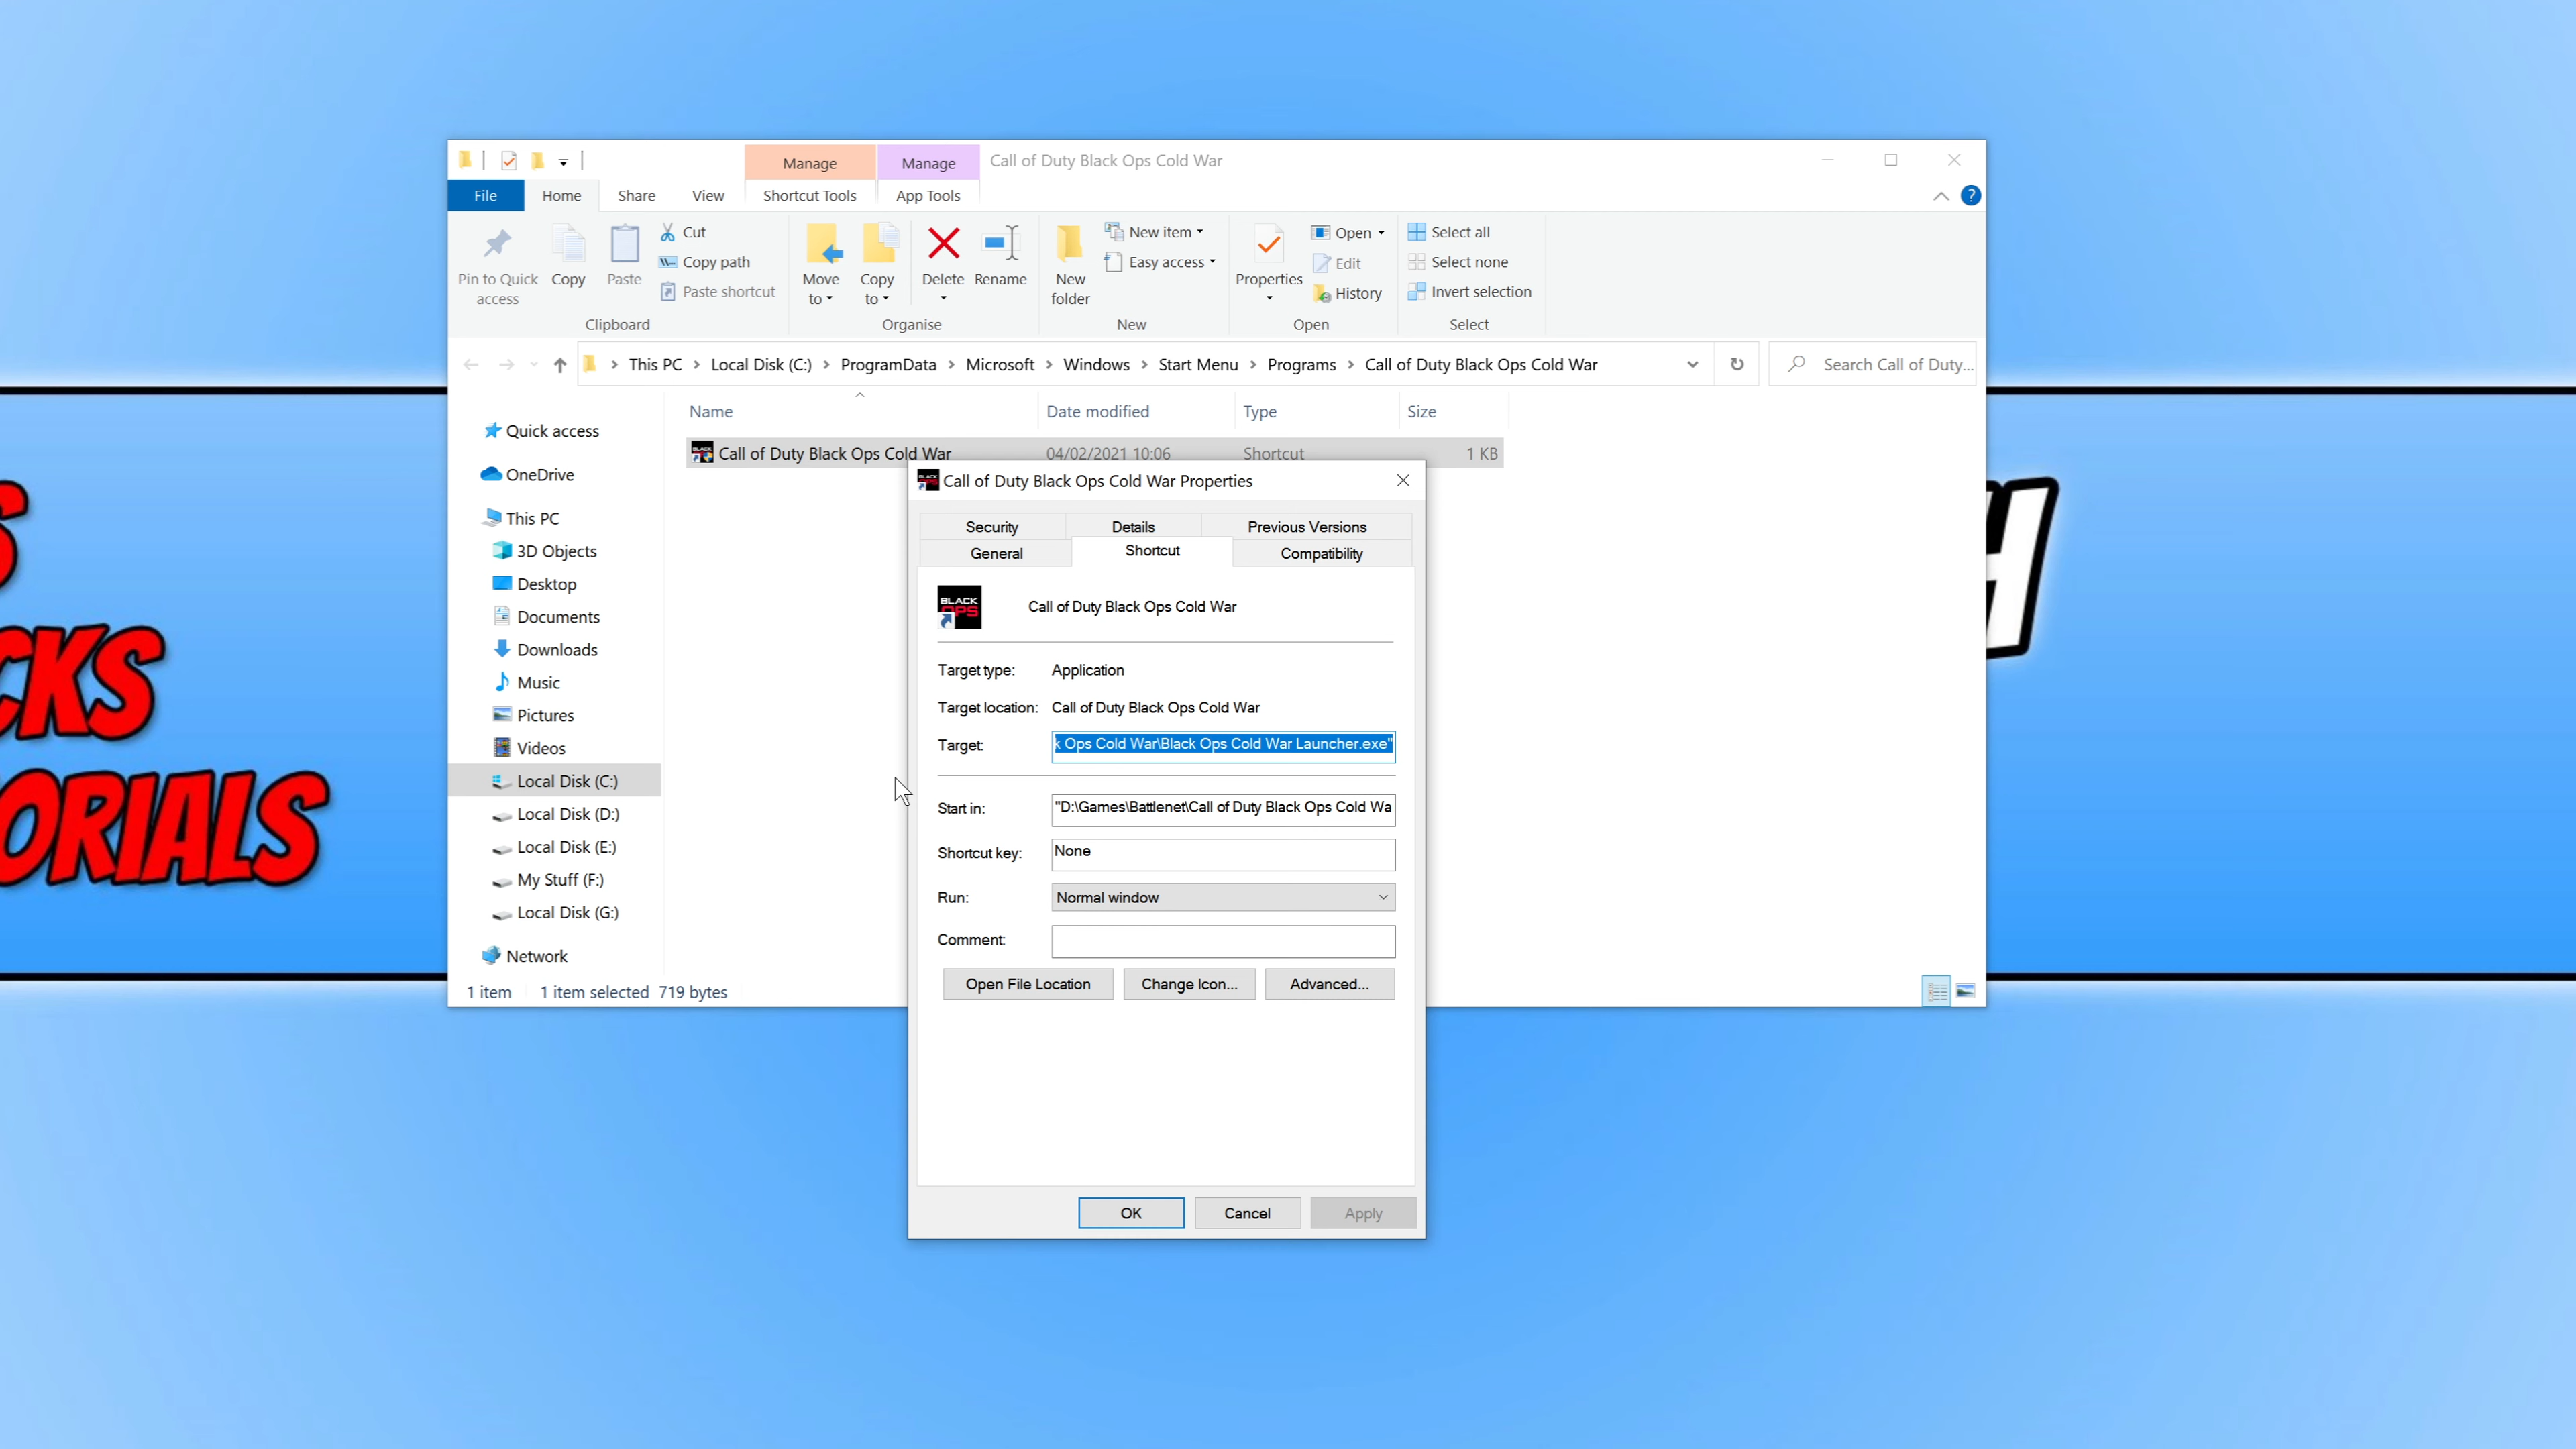 Manage
Manage
Call of Duty Black Ops Cold War
File
Home
Share
View
Shortcut Tools
App Tools
Pin to Quick access
Copy
Paste
Cut
Copy path
Paste shortcut
Clipboard
Move to
Copy to
Delete
Rename
Organise
New folder
New item
Easy access
New
Properties
Open
Edit
History
Open
Select all
Select none
Invert selection
Select
This PC
Local Disk (C:)
ProgramData
Microsoft
Windows
Start Menu
Programs
Call of Duty Black Ops Cold War
Search Call of Duty...
Name
Date modified
Type
Size
Call of Duty Black Ops Cold War
04/02/2021 10:06
Shortcut
1 KB
Quick access
OneDrive
This PC
3D Objects
Desktop
Documents
Downloads
Music
Pictures
Videos
Local Disk (C:)
Local Disk (D:)
Local Disk (E:)
My Stuff (F:)
Local Disk (G:)
Network
1 item
1 item selected 719 bytes
Call of Duty Black Ops Cold War Properties
Security
Details
Previous Versions
General
Shortcut
Compatibility
BLACK OPS
Call of Duty Black Ops Cold War
Target type: Application
Target location: Call of Duty Black Ops Cold War
Target: k Ops Cold War\Black Ops Cold War Launcher.exe"
Start in: "D:\Games\Battlenet\Call of Duty Black Ops Cold Wa
Shortcut key: None
Run: Normal window
Comment:
Open File Location
Change Icon...
Advanced...
OK
Cancel
Apply
S
CKS
ORIALS
H